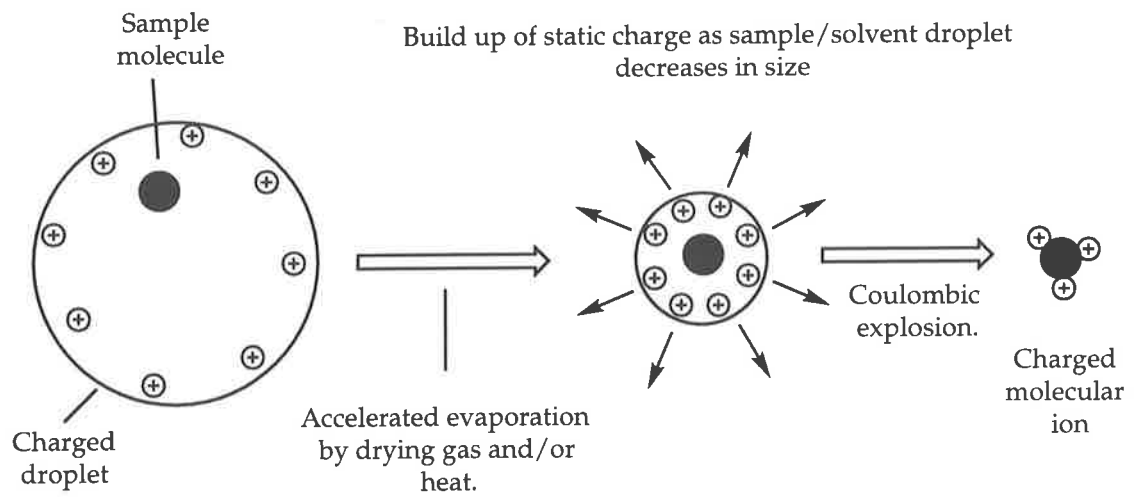 Sample
molecule
Build up of static charge as sample/solvent droplet
decreases in size
Charged
droplet
Accelerated evaporation
by drying gas and/or
heat.
Coulombic
explosion.
Charged
molecular
ion